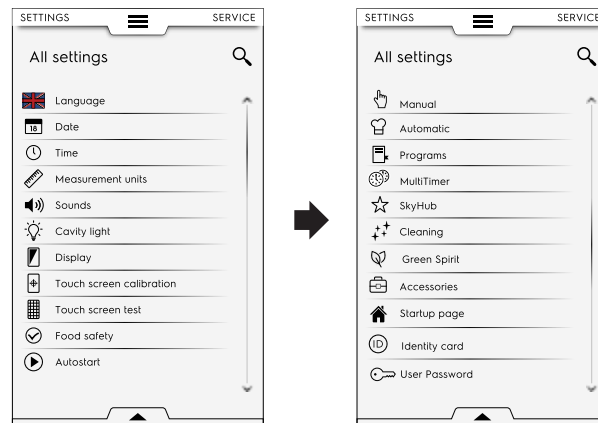 SETTINGS SERVICE
All settings
Language
18 Date
Time
Measurement units
Sounds
Cavity light
Display
Touch screen calibration
Touch screen test
Food safety
Autostart
SETTINGS SERVICE
All settings
Manual
Automatic
Programs
MultiTimer
SkyHub
Cleaning
Green Spirit
Accessories
Startup page
ID Identity card
User Password